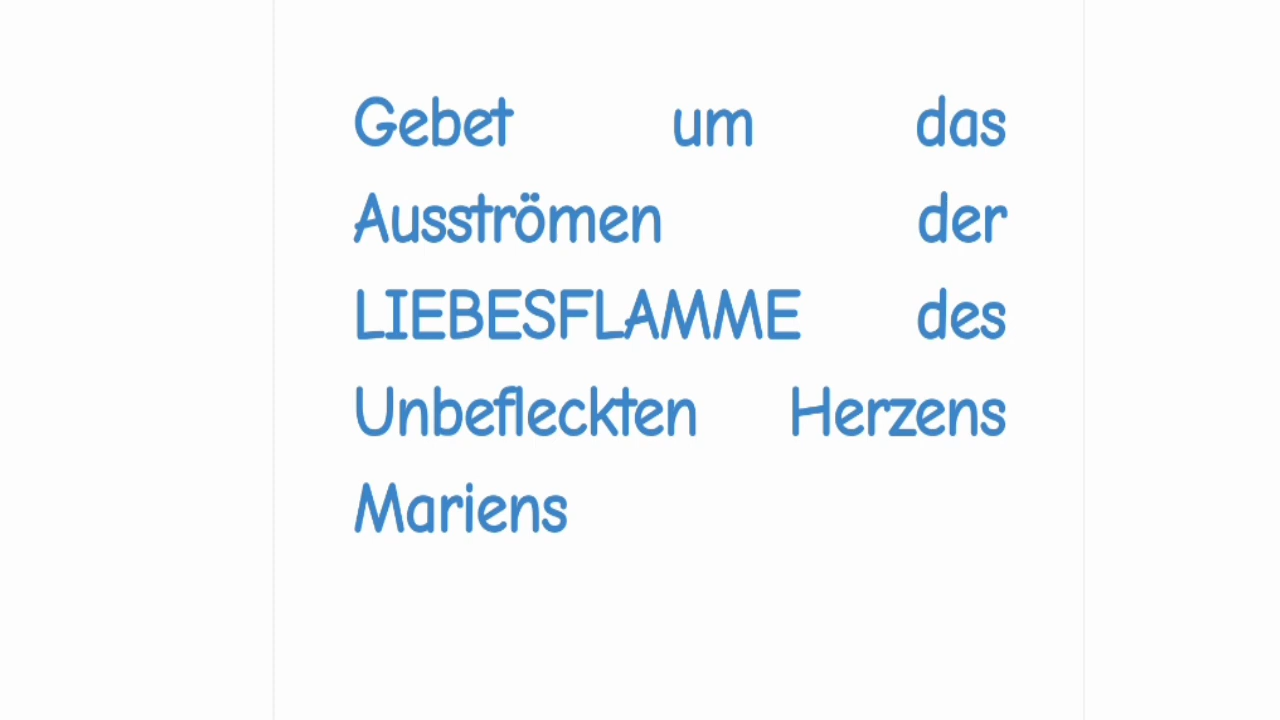 Gebet um das
Ausströmen der
LIEBESFLAMME des
Unbefleckten Herzens
Mariens